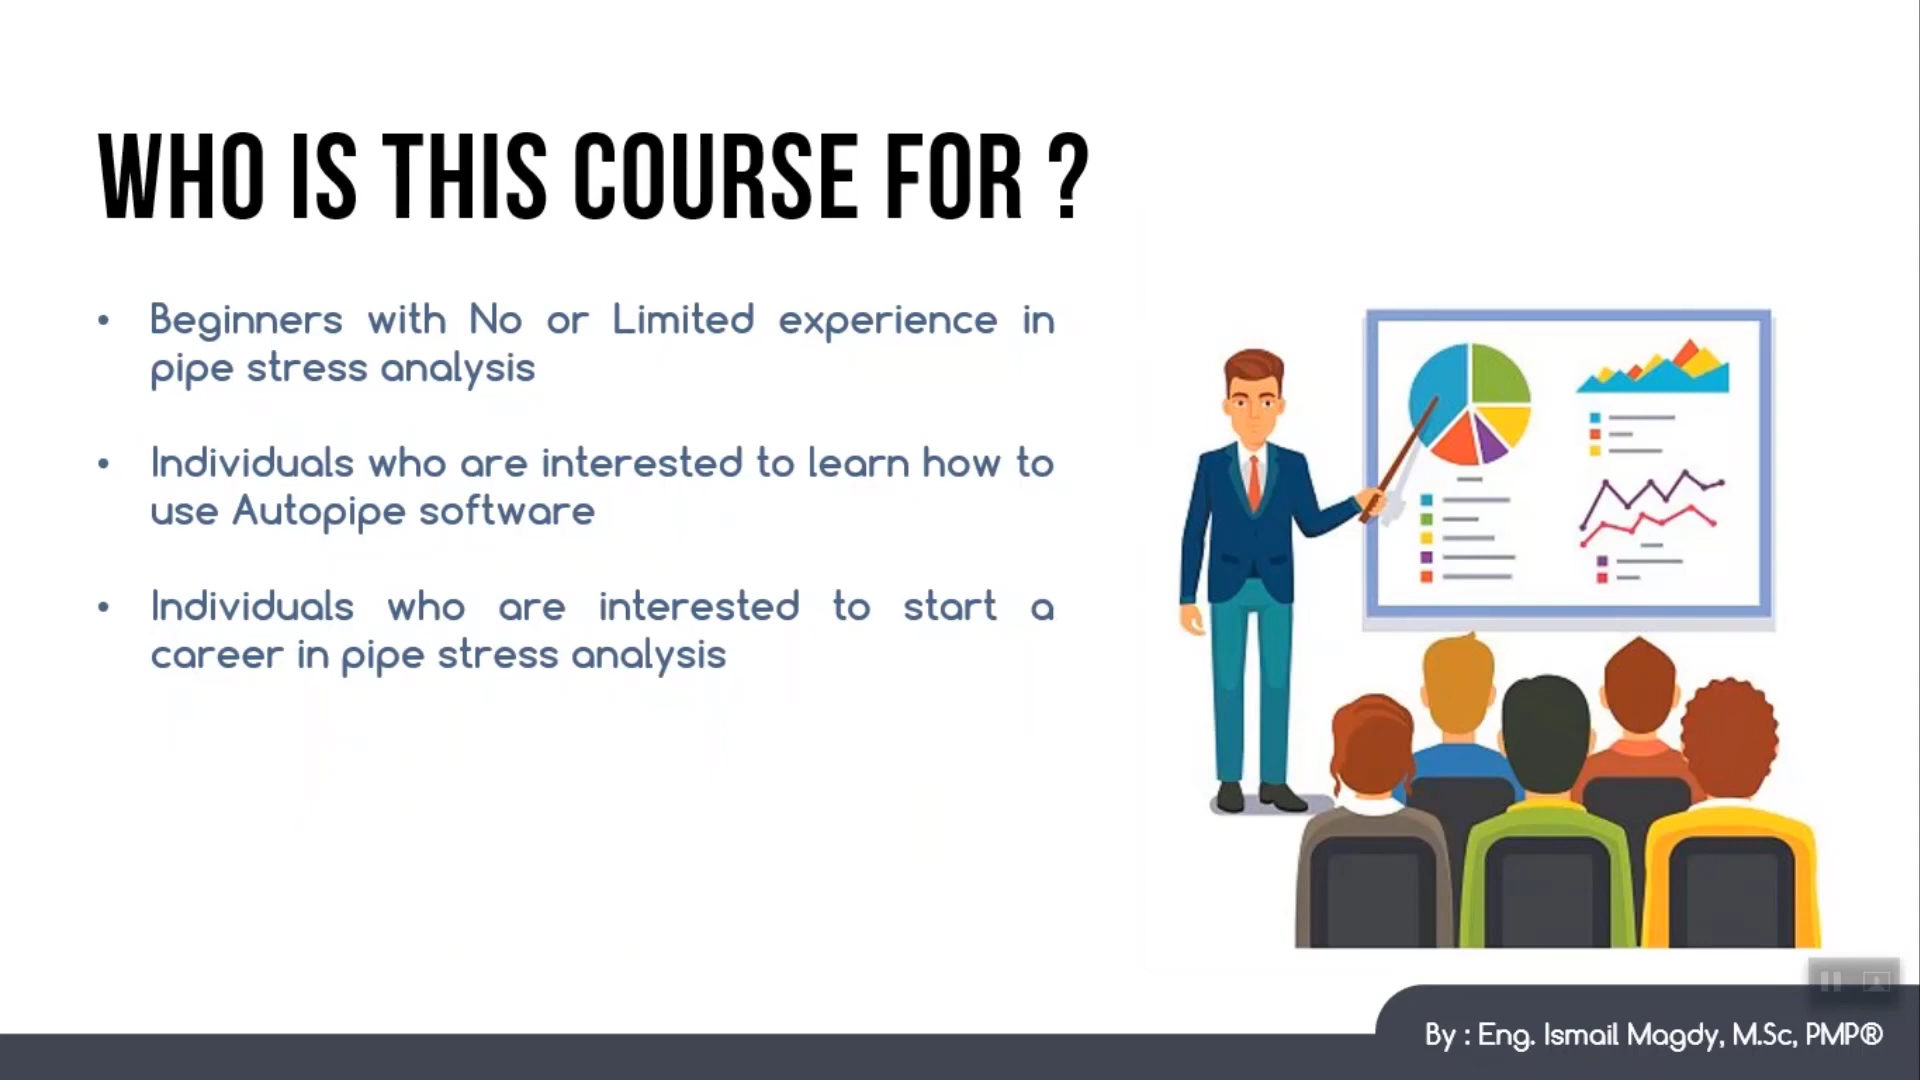 WHO IS THIS COURSE FOR ?
• Beginners with No or Limited experience in
pipe stress analysis
• Individuals who are interested to learn how to
use Autopipe software
• Individuals who are interested to start a
career in pipe stress analysis
By : Eng. Ismail Magdy, M.Sc, PMP®